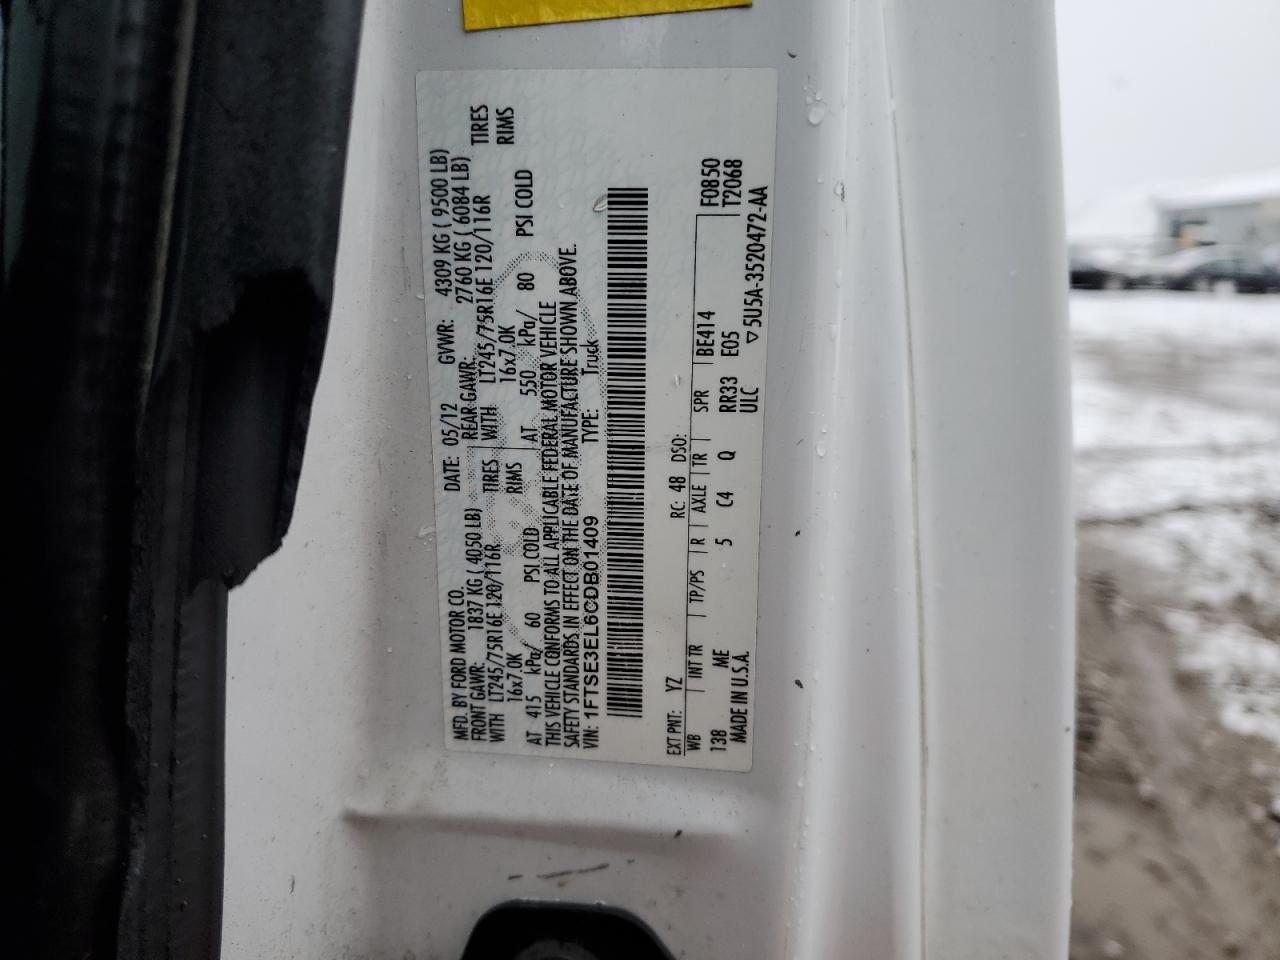 MFD. BY FORD MOTOR CO.
DATE: 05/12 GVWR: 4309 KG ( 9500 LB)
FRONT GAWR: 1837 KG ( 4050 LB) REAR GAWR: 2760 KG ( 6084 LB)
WITH LT245/75R16E 120/116R TIRES WITH LT245/75R16E 120/116R TIRES
16x7.0K RIMS 16x7.0K RIMS
AT 415 kPa/ 60 PSI COLD AT 550 kPa/ 80 PSI COLD
THIS VEHICLE CONFORMS TO ALL APPLICABLE FEDERAL MOTOR VEHICLE
SAFETY STANDARDS IN EFFECT ON THE DATE OF MANUFACTURE SHOWN ABOVE.
VIN: 1FTSE3EL6CDB01409 TYPE: Truck
EXT PNT: YZ RC: 48 DSO:
WB INT TR TP/PS R AXLE TR SPR BE414 F0850
138 ME 5 C4 Q RR33 E05 T2068
MADE IN U.S.A. ULC ▽5U5A-3520472-AA